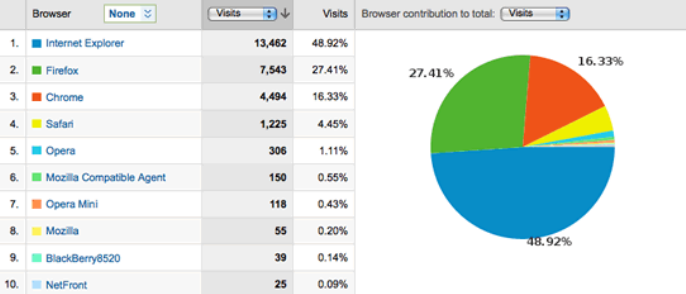 Browser None Visits Visits Browser contribution to total: Visits
1. Internet Explorer 13,462 48.92%
2. Firefox 7,543 27.41%
3. Chrome 4,494 16.33%
4. Safari 1,225 4.45%
5. Opera 306 1.11%
6. Mozilla Compatible Agent 150 0.55%
7. Opera Mini 118 0.43%
8. Mozilla 55 0.20%
9. BlackBerry8520 39 0.14%
10. NetFront 25 0.09%
16.33%
27.41%
48.92%